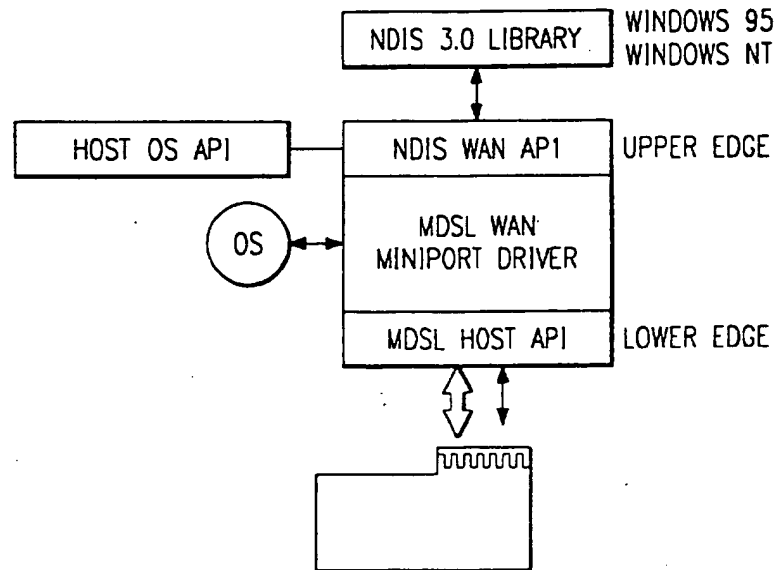 NDIS 3.0 LIBRARY
WINDOWS 95
WINDOWS NT
HOST OS API
NDIS WAN AP1
UPPER EDGE
OS
MDSL WAN
MINIPORT DRIVER
MDSL HOST API
LOWER EDGE